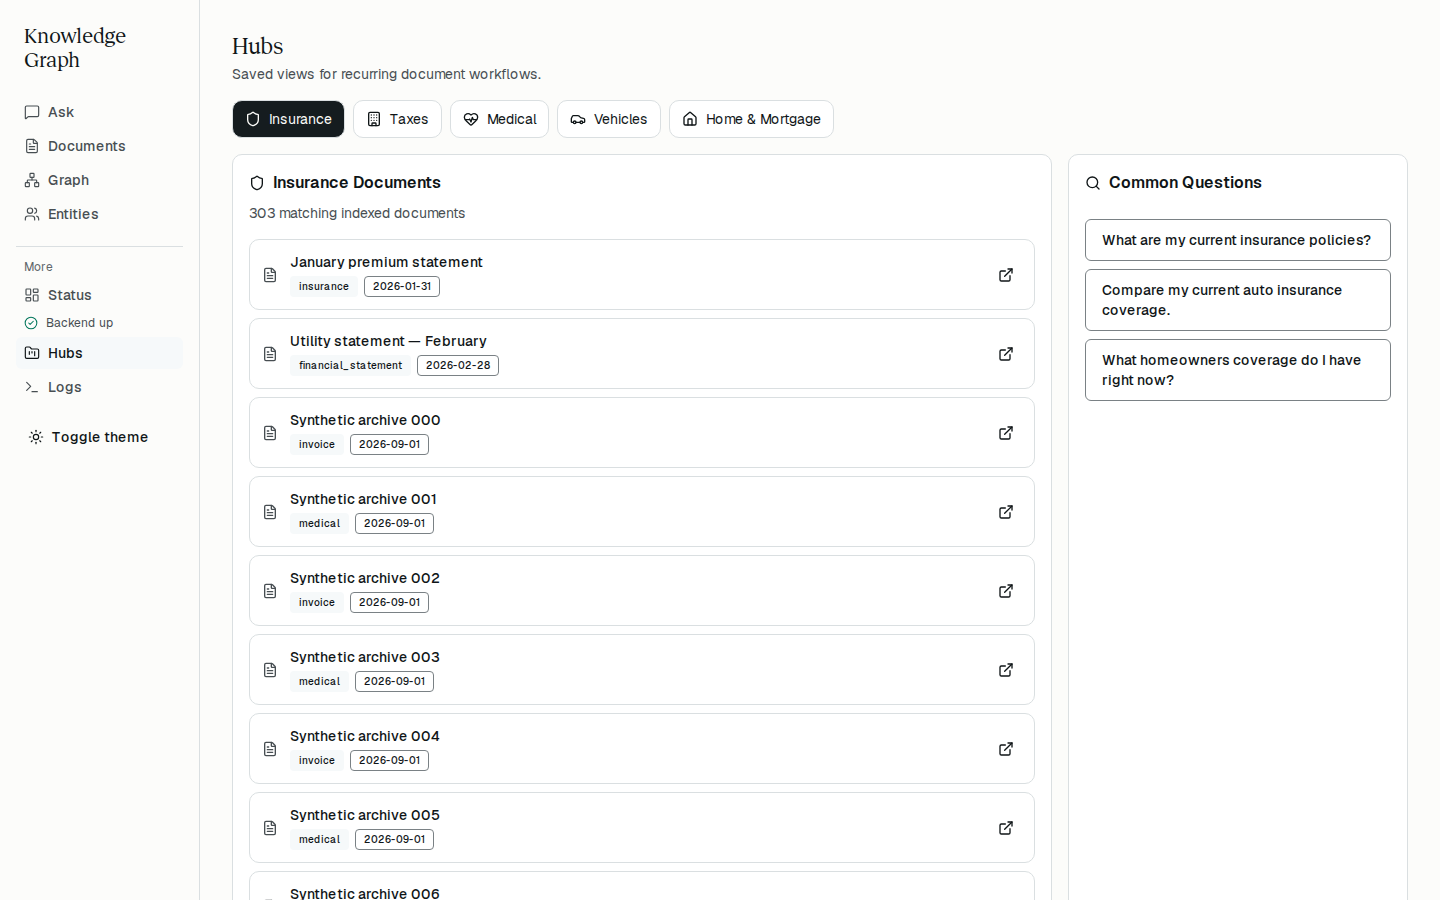 Knowledge
Graph
Ask
Documents
Graph
Entities
More
Status
Backend up
Hubs
Logs
Toggle theme
Hubs
Saved views for recurring document workflows.
Insurance
Taxes
Medical
Vehicles
Home & Mortgage
Insurance Documents
303 matching indexed documents
January premium statement
insurance
2026-01-31
Utility statement — February
financial_statement
2026-02-28
Synthetic archive 000
invoice
2026-09-01
Synthetic archive 001
medical
2026-09-01
Synthetic archive 002
invoice
2026-09-01
Synthetic archive 003
medical
2026-09-01
Synthetic archive 004
invoice
2026-09-01
Synthetic archive 005
medical
2026-09-01
Synthetic archive 006
Common Questions
What are my current insurance policies?
Compare my current auto insurance
coverage.
What homeowners coverage do I have
right now?